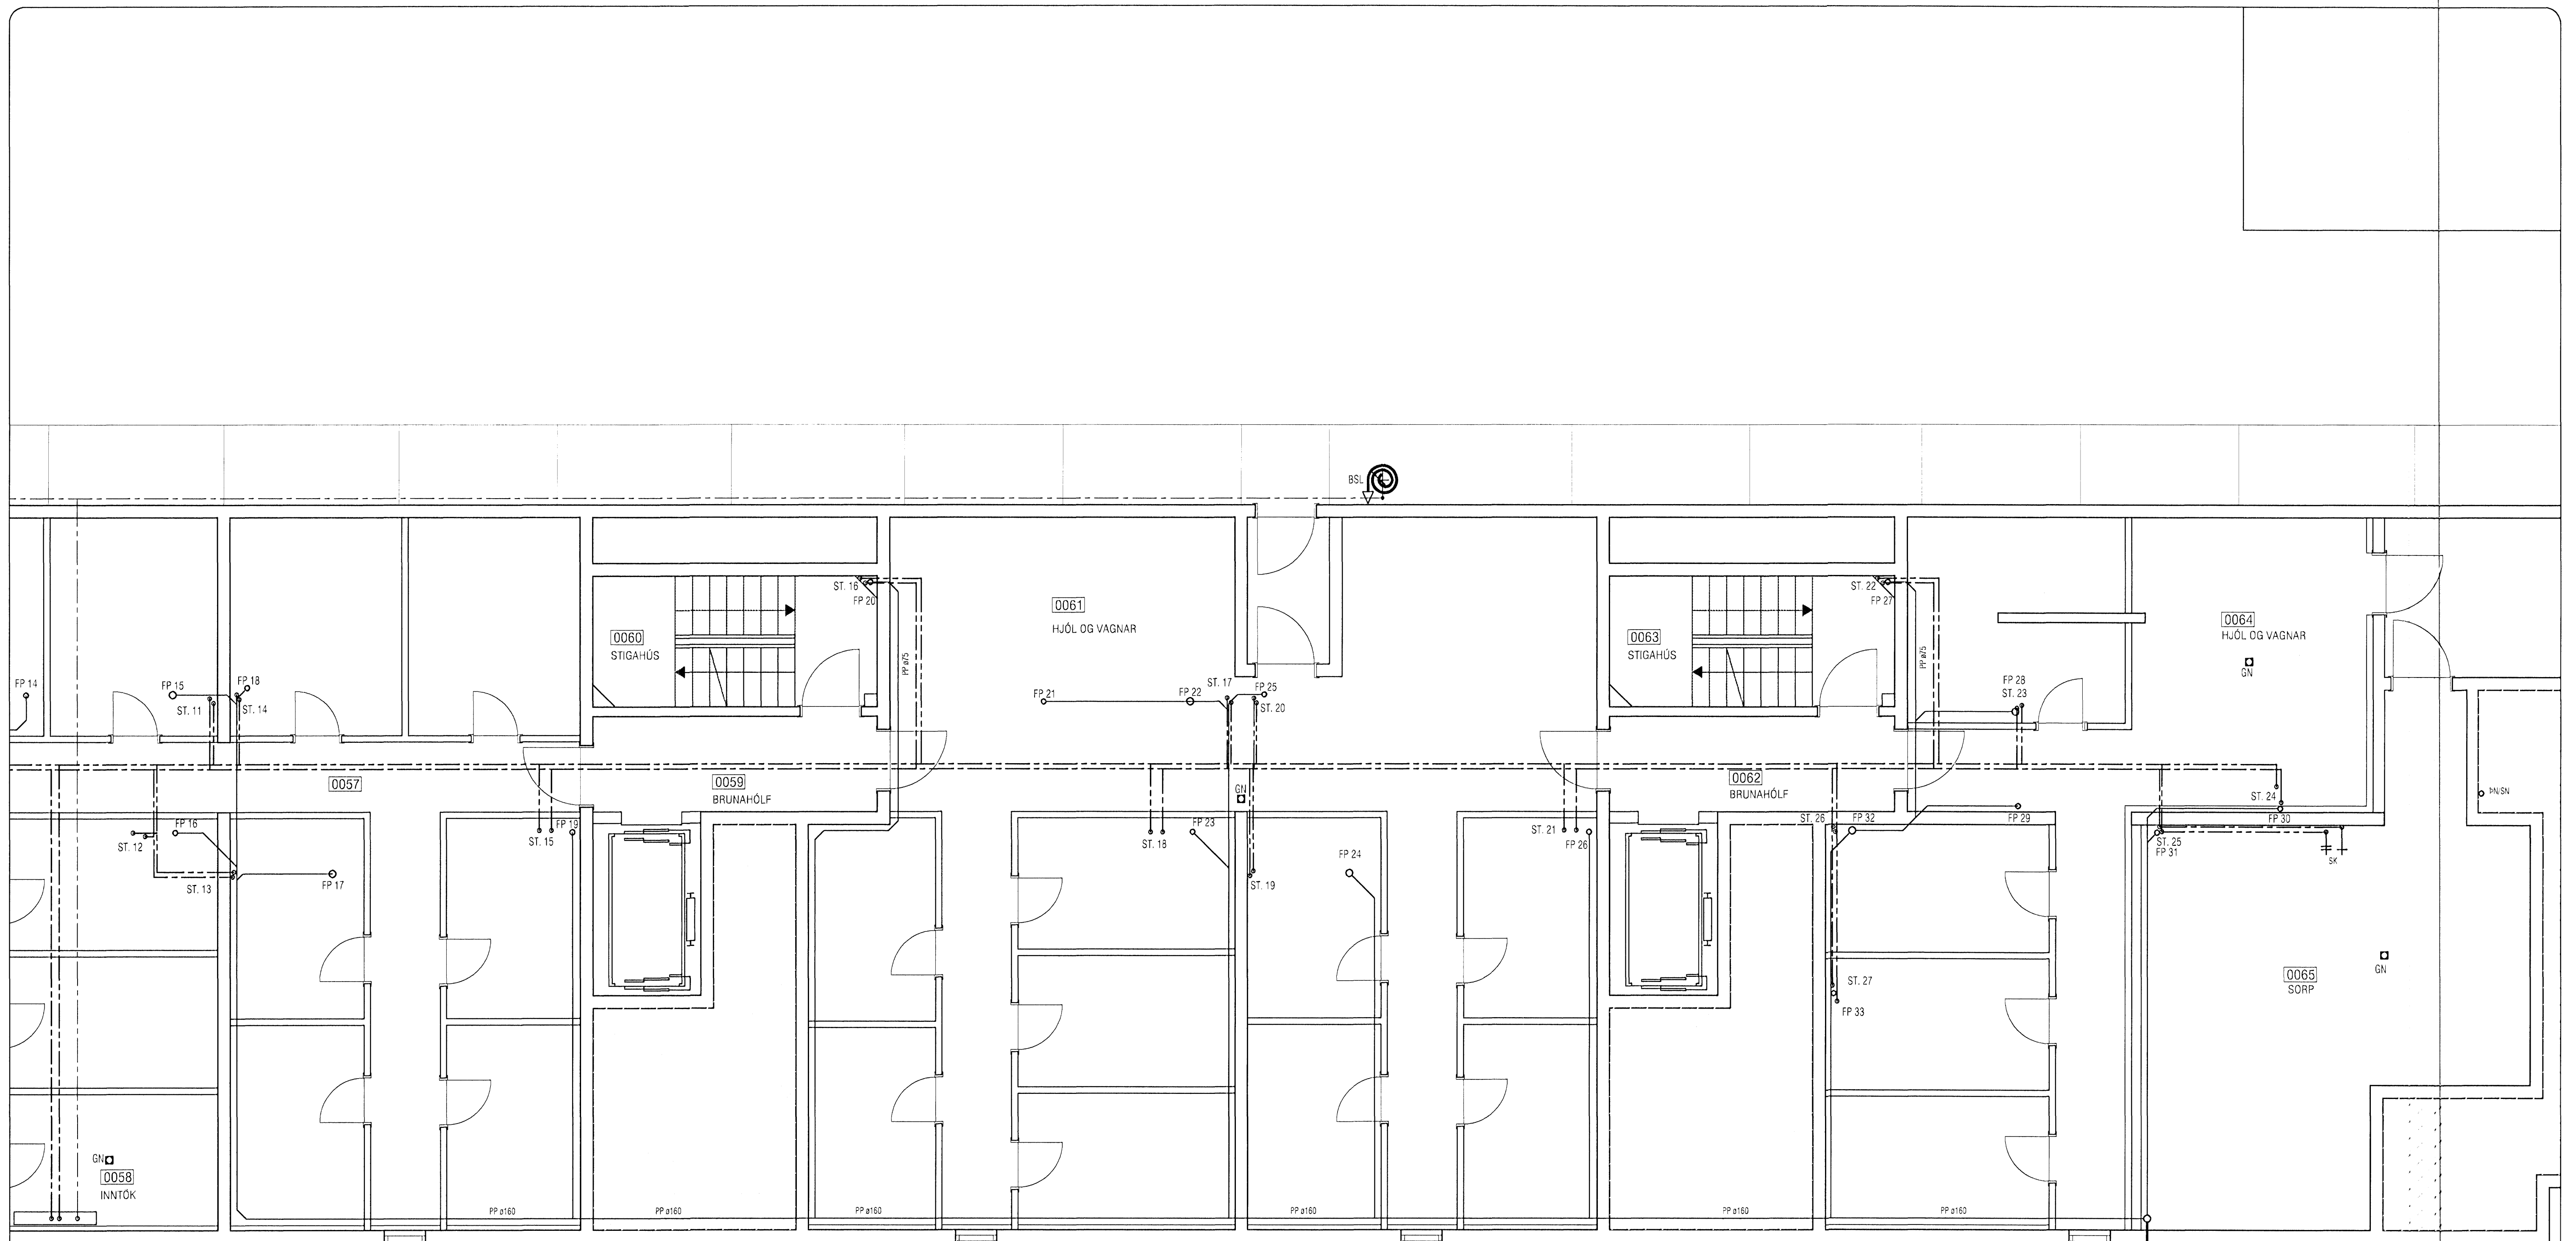 BSL
ST. 16
FP 20
0061
HJÓL OG VAGNAR
0060
STIGAHÚS
PP ø75
ST. 22
FP 27
0063
STIGAHÚS
PP ø75
0064
HJÓL OG VAGNAR
GN
FP 14
FP 15
ST. 11
FP 18
ST. 14
FP 21
FP 22
ST. 17
FP 25
ST. 20
FP 28
ST. 23
0057
0059
BRUNAHÓLF
GN
0062
BRUNAHÓLF
ST. 24
ÞN/SN
FP 16
ST. 12
ST. 15
FP 19
ST. 18
FP 23
ST. 21
FP 26
ST. 26
FP 32
FP 29
FP 30
ST. 25
FP 31
SK
ST. 13
FP 17
FP 24
ST. 19
GN
0065
SORP
ST. 27
FP 33
GN
0058
INNTÖK
PP ø160
PP ø160
PP ø160
PP ø160
PP ø160
PP ø160